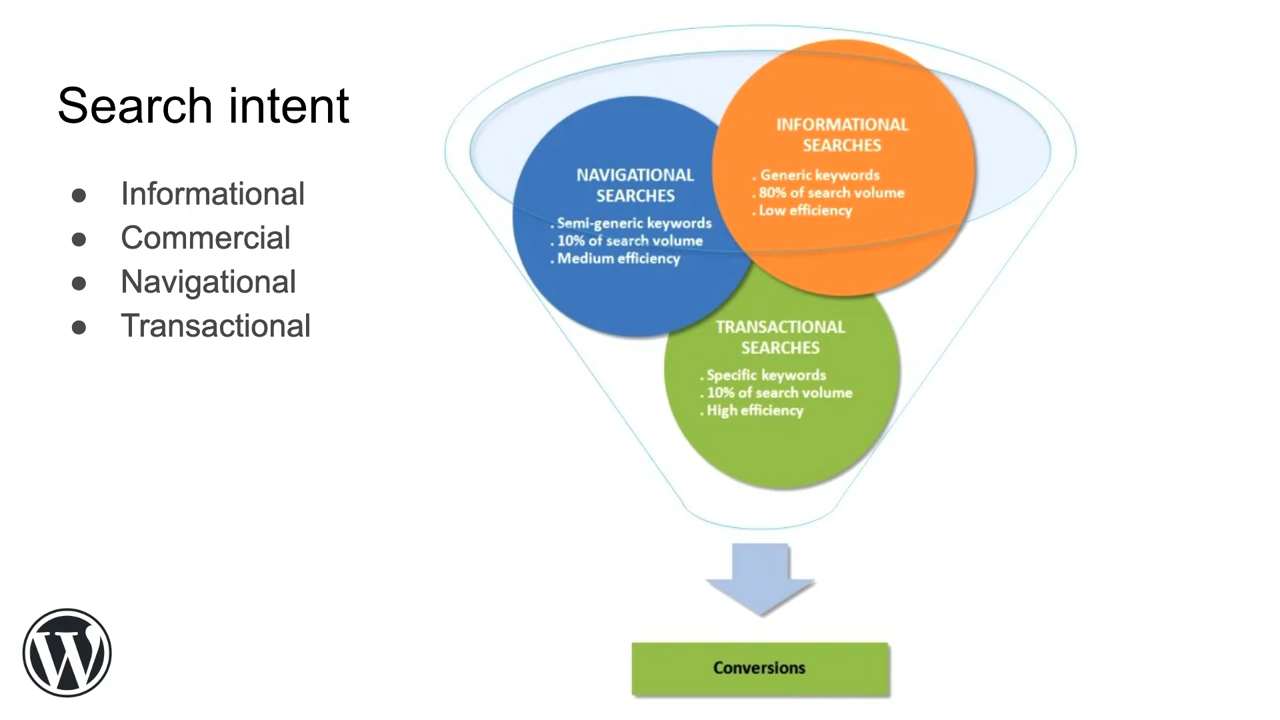 Search intent
● Informational
● Commercial
● Navigational
● Transactional
INFORMATIONAL
SEARCHES
. Generic keywords
. 80% of search volume
. Low efficiency
NAVIGATIONAL
SEARCHES
. Semi-generic keywords
. 10% of search volume
. Medium efficiency
TRANSACTIONAL
SEARCHES
. Specific keywords
. 10% of search volume
. High efficiency
Conversions